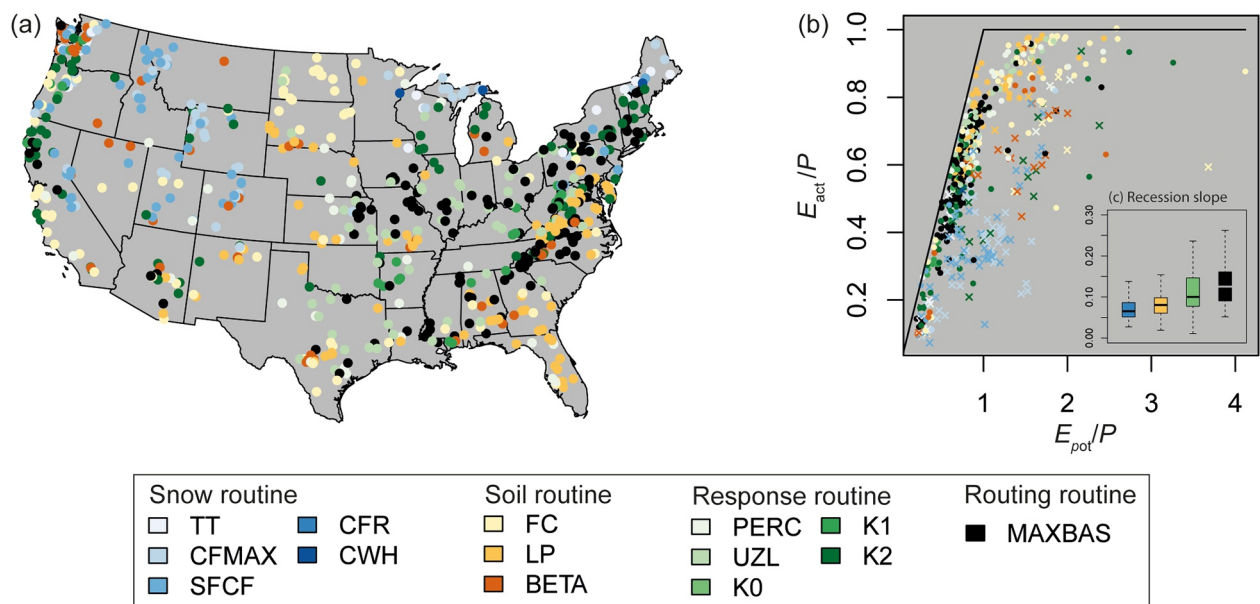 (a)
(b)
1.0
0.8
0.6
0.4
0.2
Eact/P
(c) Recession slope
0.30
0.20
0.10
0.00
1 2 3 4
Epot/P
Snow routine Soil routine Response routine Routing routine
TT CFR FC PERC K1 MAXBAS
CFMAX CWH LP UZL K2
SFCF BETA K0